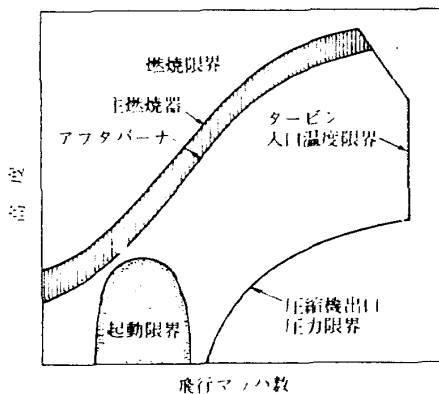 燃焼限界
主燃焼器
アフタバーナ
タービン
入口温度限界
高度
起動限界
圧縮機出口
圧力限界
飛行マッハ数